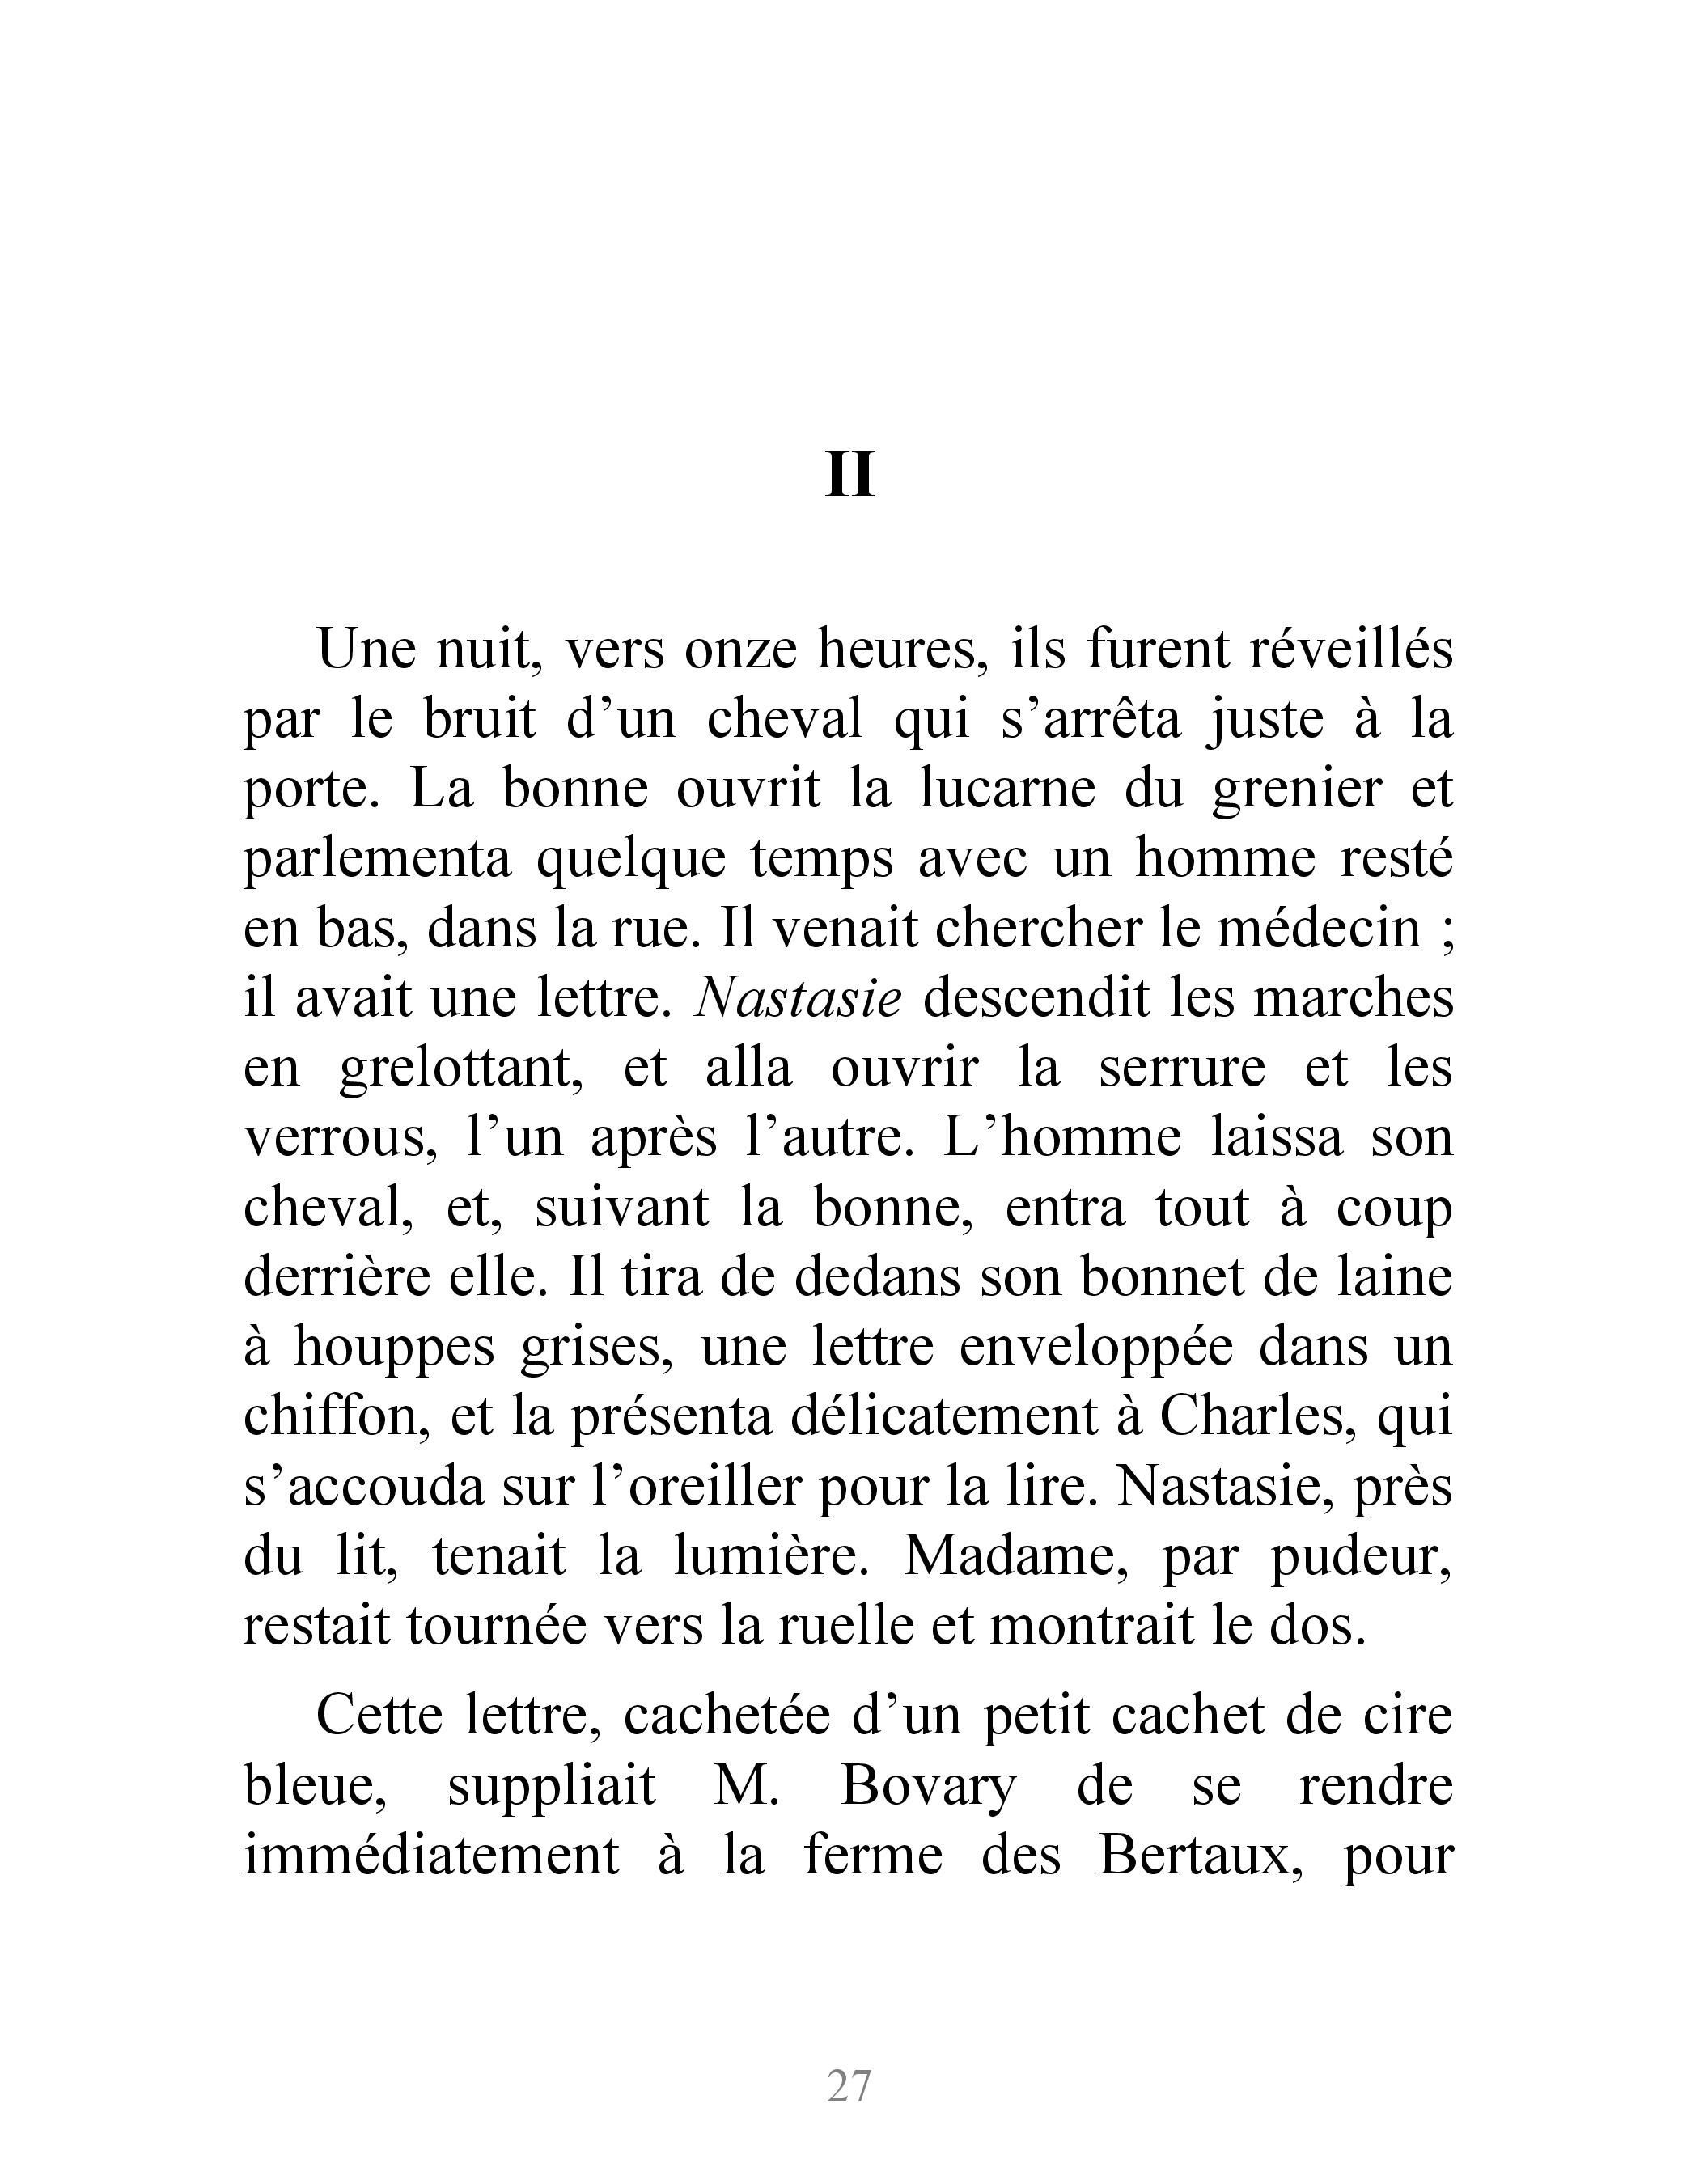 II
Une nuit, vers onze heures, ils furent réveillés
par le bruit d’un cheval qui s’arrêta juste à la
porte. La bonne ouvrit la lucarne du grenier et
parlementa quelque temps avec un homme resté
en bas, dans la rue. Il venait chercher le médecin ;
il avait une lettre. Nastasie descendit les marches
en grelottant, et alla ouvrir la serrure et les
verrous, l’un après l’autre. L’homme laissa son
cheval, et, suivant la bonne, entra tout à coup
derrière elle. Il tira de dedans son bonnet de laine
à houppes grises, une lettre enveloppée dans un
chiffon, et la présenta délicatement à Charles, qui
s’accouda sur l’oreiller pour la lire. Nastasie, près
du lit, tenait la lumière. Madame, par pudeur,
restait tournée vers la ruelle et montrait le dos.
Cette lettre, cachetée d’un petit cachet de cire
bleue, suppliait M. Bovary de se rendre
immédiatement à la ferme des Bertaux, pour
27